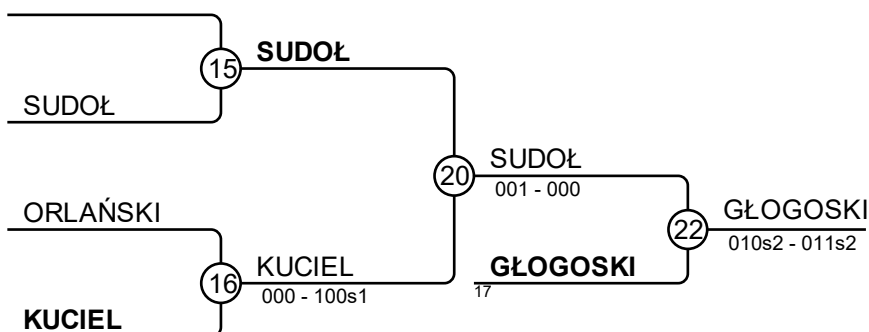 15
SUDOŁ
SUDOŁ
20
SUDOŁ
001 - 000
ORLAŃSKI
22
GŁOGOSKI
010s2 - 011s2
16
KUCIEL
000 - 100s1
GŁOGOSKI
17
KUCIEL